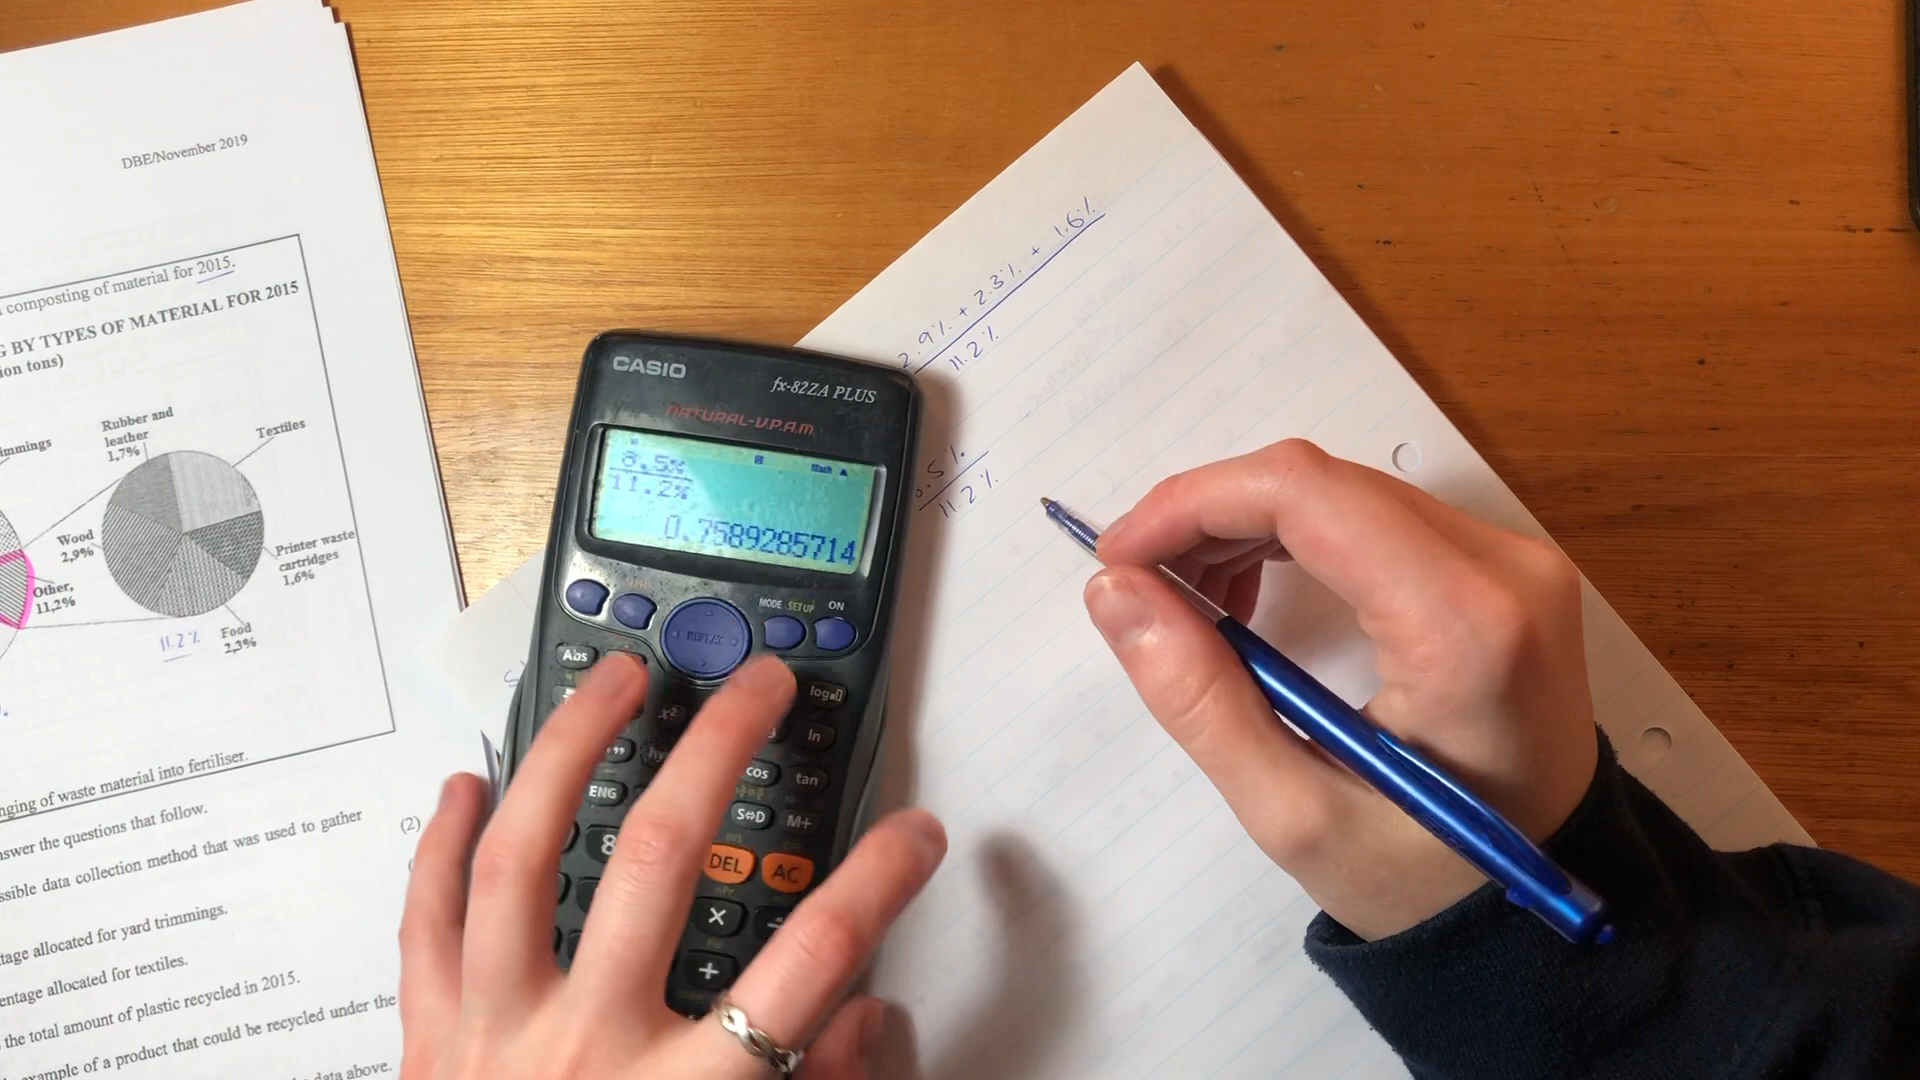 DBE/November 2019
composting of material for 2015.
BY TYPES OF MATERIAL FOR 2015
ion tons)
immings
Rubber and
leather
1,7%
Textiles
Wood
2,9%
Printer waste
cartridges
1,6%
Other,
11,2%
Food
2,3%
11.2%
nging of waste material into fertiliser.
nswer the questions that follow.
ssible data collection method that was used to gather
(2)
tage allocated for yard trimmings.
entage allocated for textiles.
the total amount of plastic recycled in 2015.
example of a product that could be recycled under the
data above.
2.9% + 2.3% + 1.6%
11.2%
.5%
11.2%
CASIO
fx-82ZA PLUS
NATURAL-V.P.A.M.
Math ▲
8.5%
11.2%
0.7589285714
MODE SETUP ON
REPLAY
Abs
x²
log
ln
hy
cos
tan
ENG
S⇔D
M+
8
DEL
AC
×
+